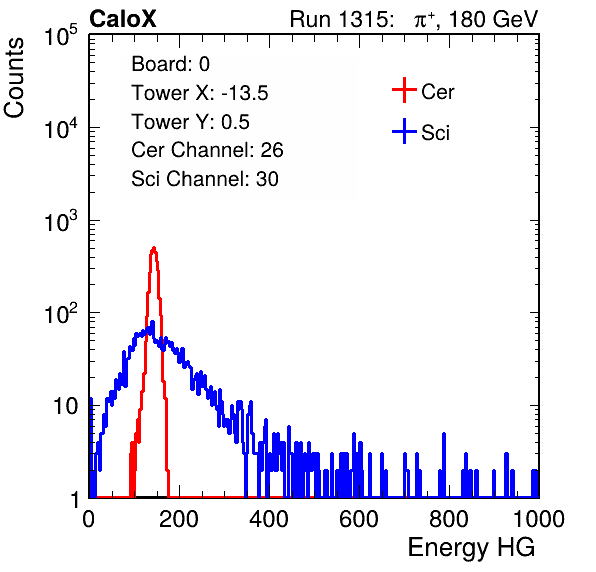 CaloX Run 1315: π⁺, 180 GeV
Counts
10⁵
10⁴
10³
10²
10
1
Board: 0
Tower X: -13.5
Tower Y: 0.5
Cer Channel: 26
Sci Channel: 30
Cer
Sci
0 200 400 600 800 1000
Energy HG